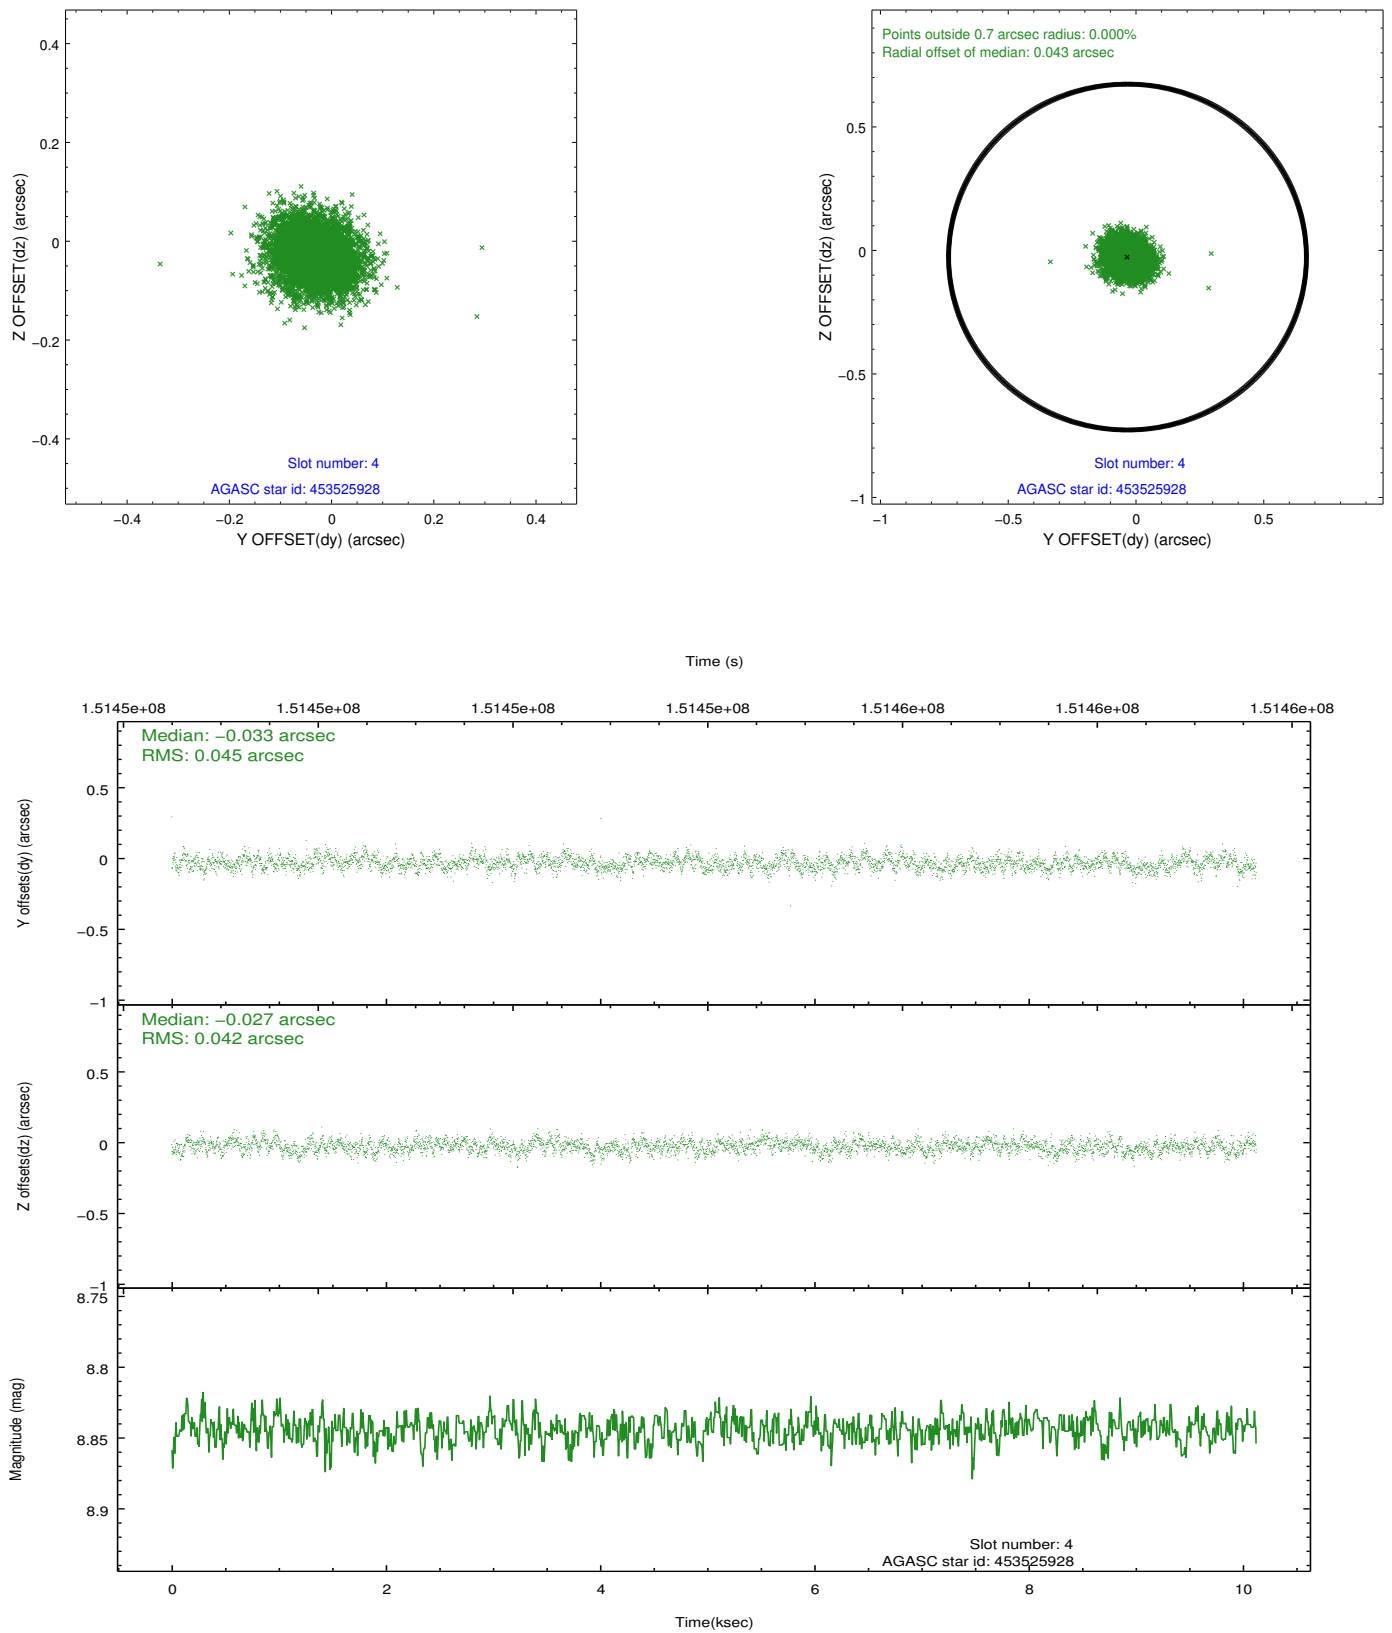 0.4
0.2
0
−0.2
−0.4
Z OFFSET(dz) (arcsec)
Slot number: 4
AGASC star id: 453525928
−0.4 −0.2 0 0.2 0.4
Y OFFSET(dy) (arcsec)
Points outside 0.7 arcsec radius: 0.000%
Radial offset of median: 0.043 arcsec
0.5
0
−0.5
−1
Z OFFSET(dz) (arcsec)
Slot number: 4
AGASC star id: 453525928
−1 −0.5 0 0.5
Y OFFSET(dy) (arcsec)
Time (s)
1.5145e+08 1.5145e+08 1.5145e+08 1.5145e+08 1.5146e+08 1.5146e+08 1.5146e+08
Median: −0.033 arcsec
RMS: 0.045 arcsec
0.5
0
−0.5
−1
Y offsets(dy) (arcsec)
Median: −0.027 arcsec
RMS: 0.042 arcsec
0.5
0
−0.5
−1
Z offsets(dz) (arcsec)
8.75
8.8
8.85
8.9
Magnitude (mag)
Slot number: 4
AGASC star id: 453525928
0 2 4 6 8 10
Time(ksec)